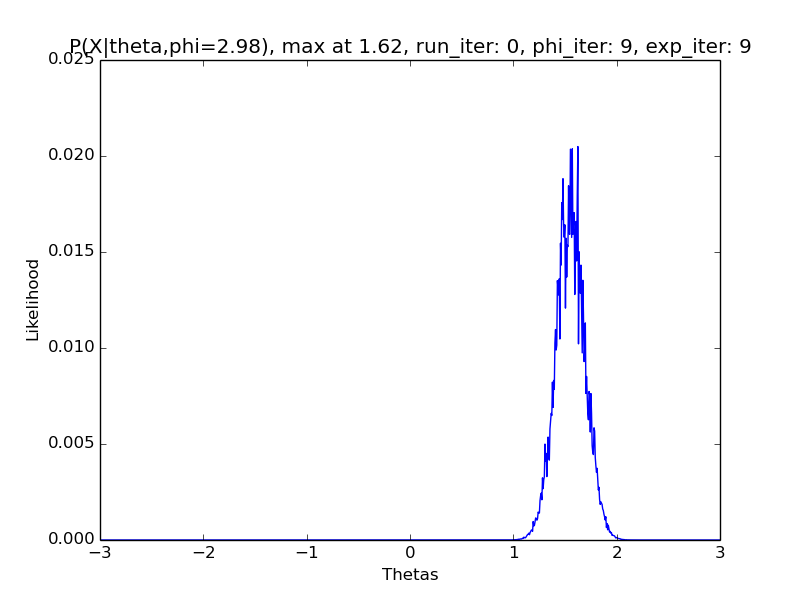 P(X|theta,phi=2.98), max at 1.62, run_iter: 0, phi_iter: 9, exp_iter: 9
0.025
0.020
0.015
0.010
0.005
0.000
Likelihood
−3 −2 −1 0 1 2 3
Thetas